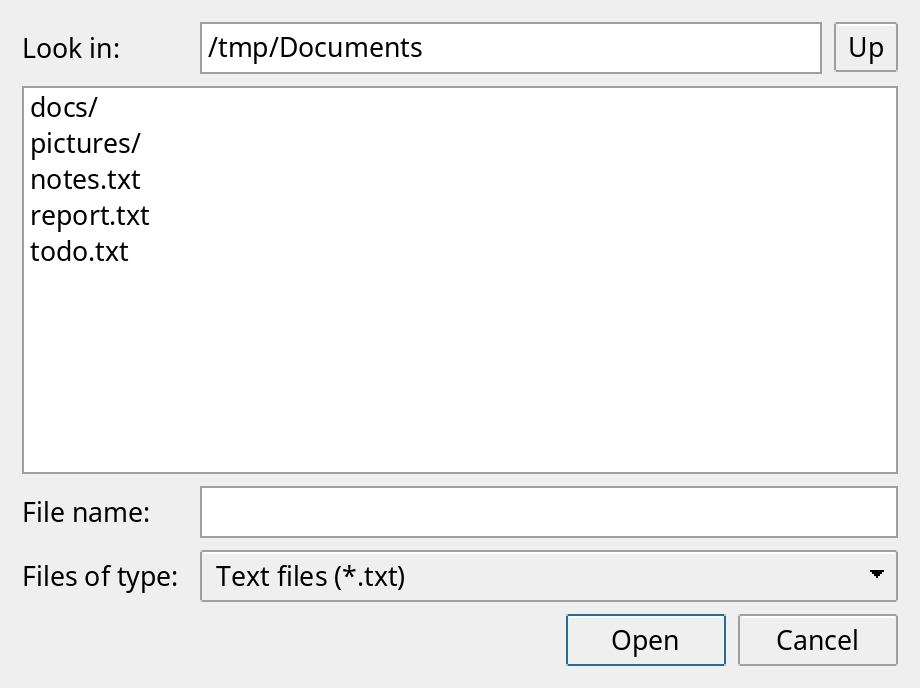 Look in: /tmp/Documents Up
docs/
pictures/
notes.txt
report.txt
todo.txt
File name:
Files of type: Text files (*.txt)
Open Cancel